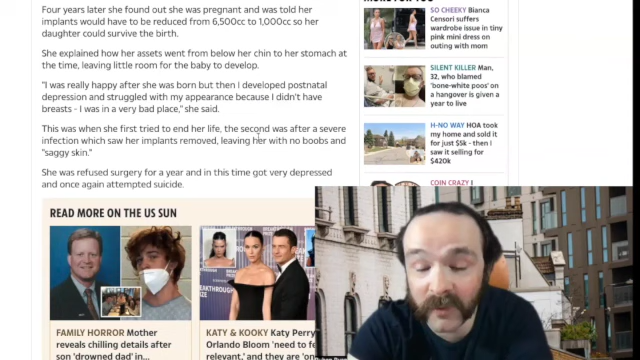 Four years later she found out she was pregnant and was told her
implants would have to be reduced from 6,500cc to 1,000cc so her
daughter could survive the birth.
She explained how her assets went from below her chin to her stomach at
the time, leaving little room for the baby to develop.
"I was really happy after she was born but then I developed postnatal
depression and struggled with my appearance because I didn't have
breasts - I was in a very bad place," she said.
This was when she first tried to end her life, the second was after a severe
infection which saw her implants removed, leaving her with no boobs and
"saggy skin."
She was refused surgery for a year and in this time got very depressed
and once again attempted suicide.
READ MORE ON THE US SUN
FAMILY HORROR Mother
reveals chilling details after
son 'drowned dad' in...
KATY & KOOKY Katy Perry
Orlando Bloom 'need to
relevant,' and they are
SO CHEEKY Bianca
Censori suffers
wardrobe issue in tiny
pink mini dress on
outing with mom
SILENT KILLER Man,
32, who blamed
'bone-white poos' on
a hangover is given a
year to live
H-NO WAY HOA took
my home and sold it
for just $5k - then I
saw it selling for
$420k
COIN CRAZY I